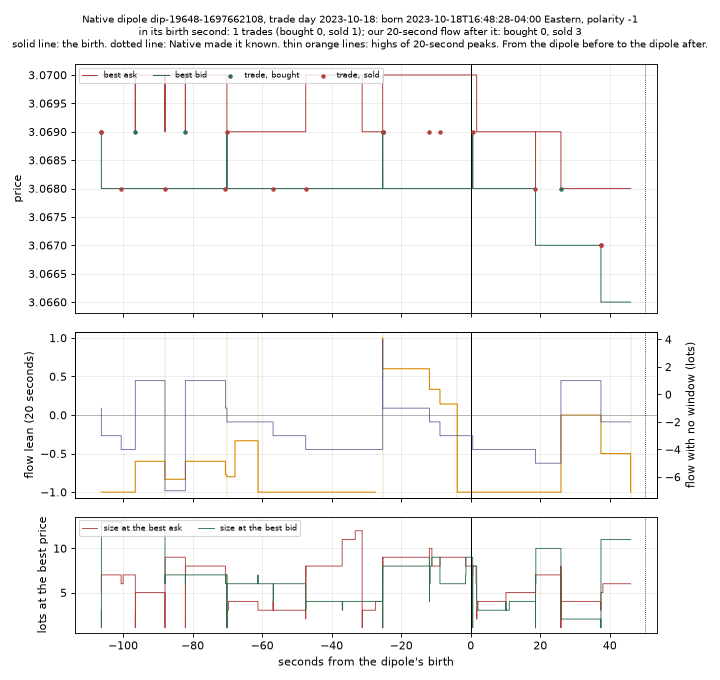 Native dipole dip-19648-1697662108, trade day 2023-10-18: born 2023-10-18T16:48:28-04:00 Eastern, polarity -1
in its birth second: 1 trades (bought 0, sold 1); our 20-second flow after it: bought 0, sold 3
solid line: the birth. dotted line: Native made it known. thin orange lines: highs of 20-second peaks. From the dipole before to the dipole after.
best ask best bid trade, bought trade, sold
3.0700
3.0695
3.0690
3.0685
3.0680
3.0675
3.0670
3.0665
3.0660
price
1.0
0.5
0.0
−0.5
−1.0
flow lean (20 seconds)
4
2
0
−2
−4
−6
flow with no window (lots)
size at the best ask size at the best bid
10
5
lots at the best price
−100 −80 −60 −40 −20 0 20 40
seconds from the dipole's birth